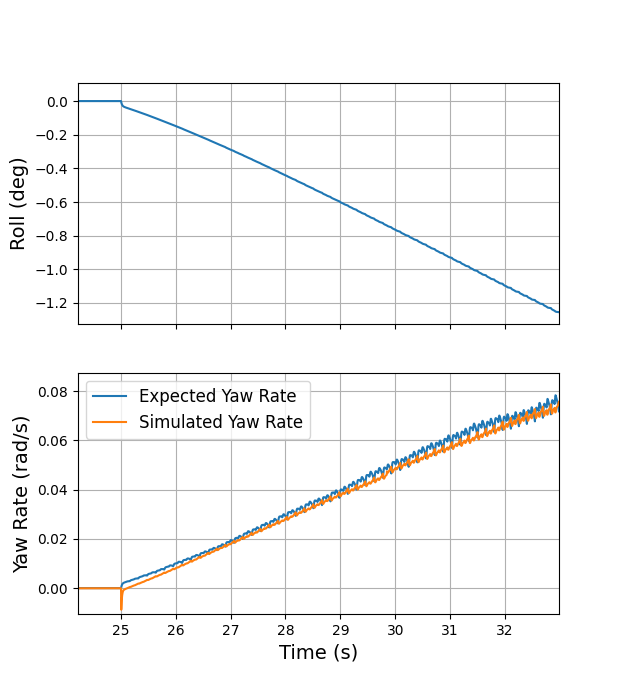 0.0
−0.2
−0.4
−0.6
−0.8
−1.0
−1.2
Roll (deg)
0.08
0.06
0.04
0.02
0.00
Yaw Rate (rad/s)
Expected Yaw Rate
Simulated Yaw Rate
25 26 27 28 29 30 31 32
Time (s)